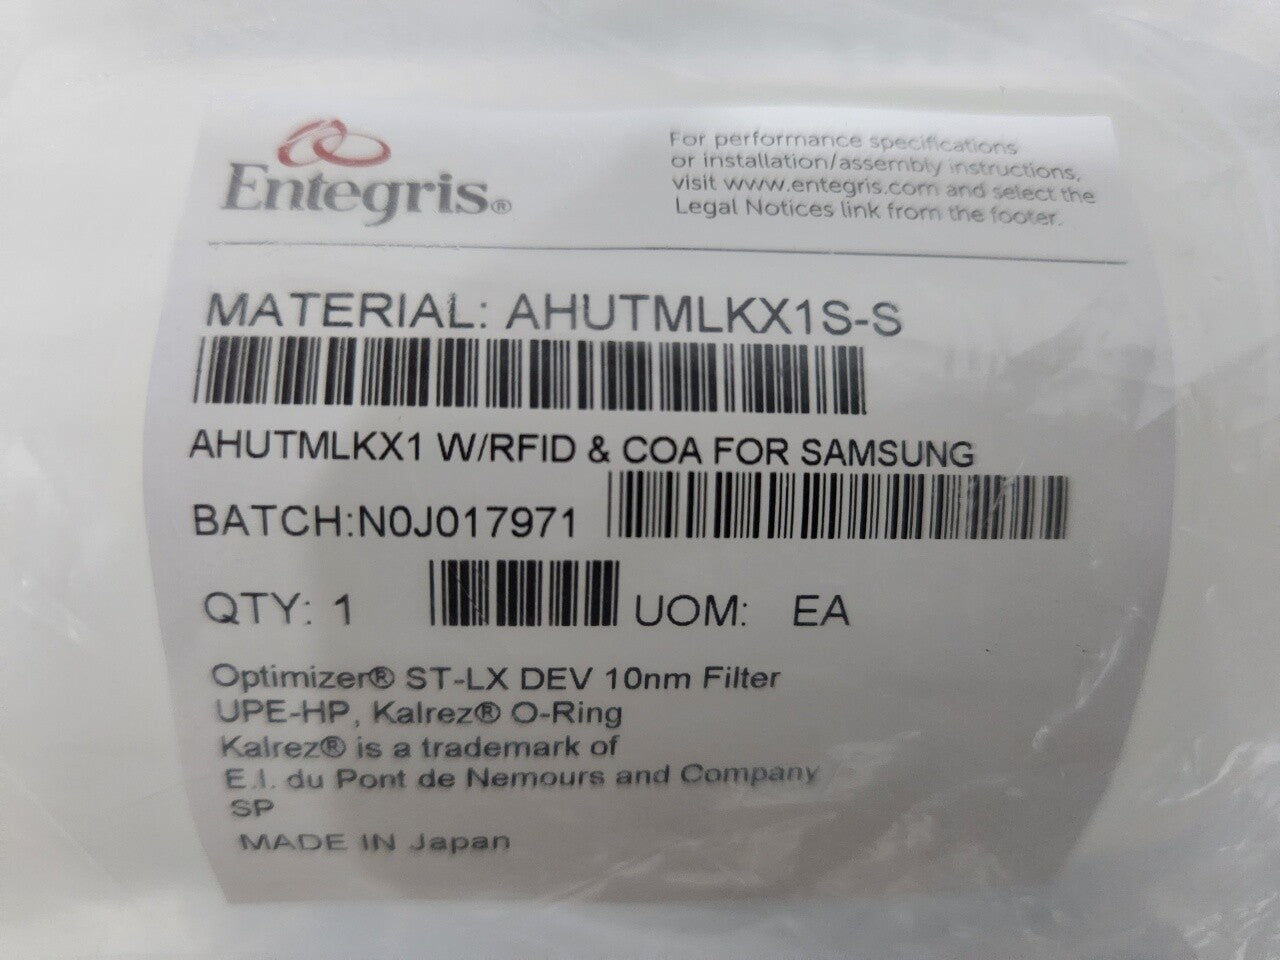 Entegris®
For performance specifications
or installation/assembly instructions,
visit www.entegris.com and select the
Legal Notices link from the footer.
MATERIAL: AHUTMLKX1S-S
AHUTMLKX1 W/RFID & COA FOR SAMSUNG
BATCH:N0J017971
QTY: 1 UOM: EA
Optimizer® ST-LX DEV 10nm Filter
UPE-HP, Kalrez® O-Ring
Kalrez® is a trademark of
E.I. du Pont de Nemours and Company
SP
MADE IN Japan